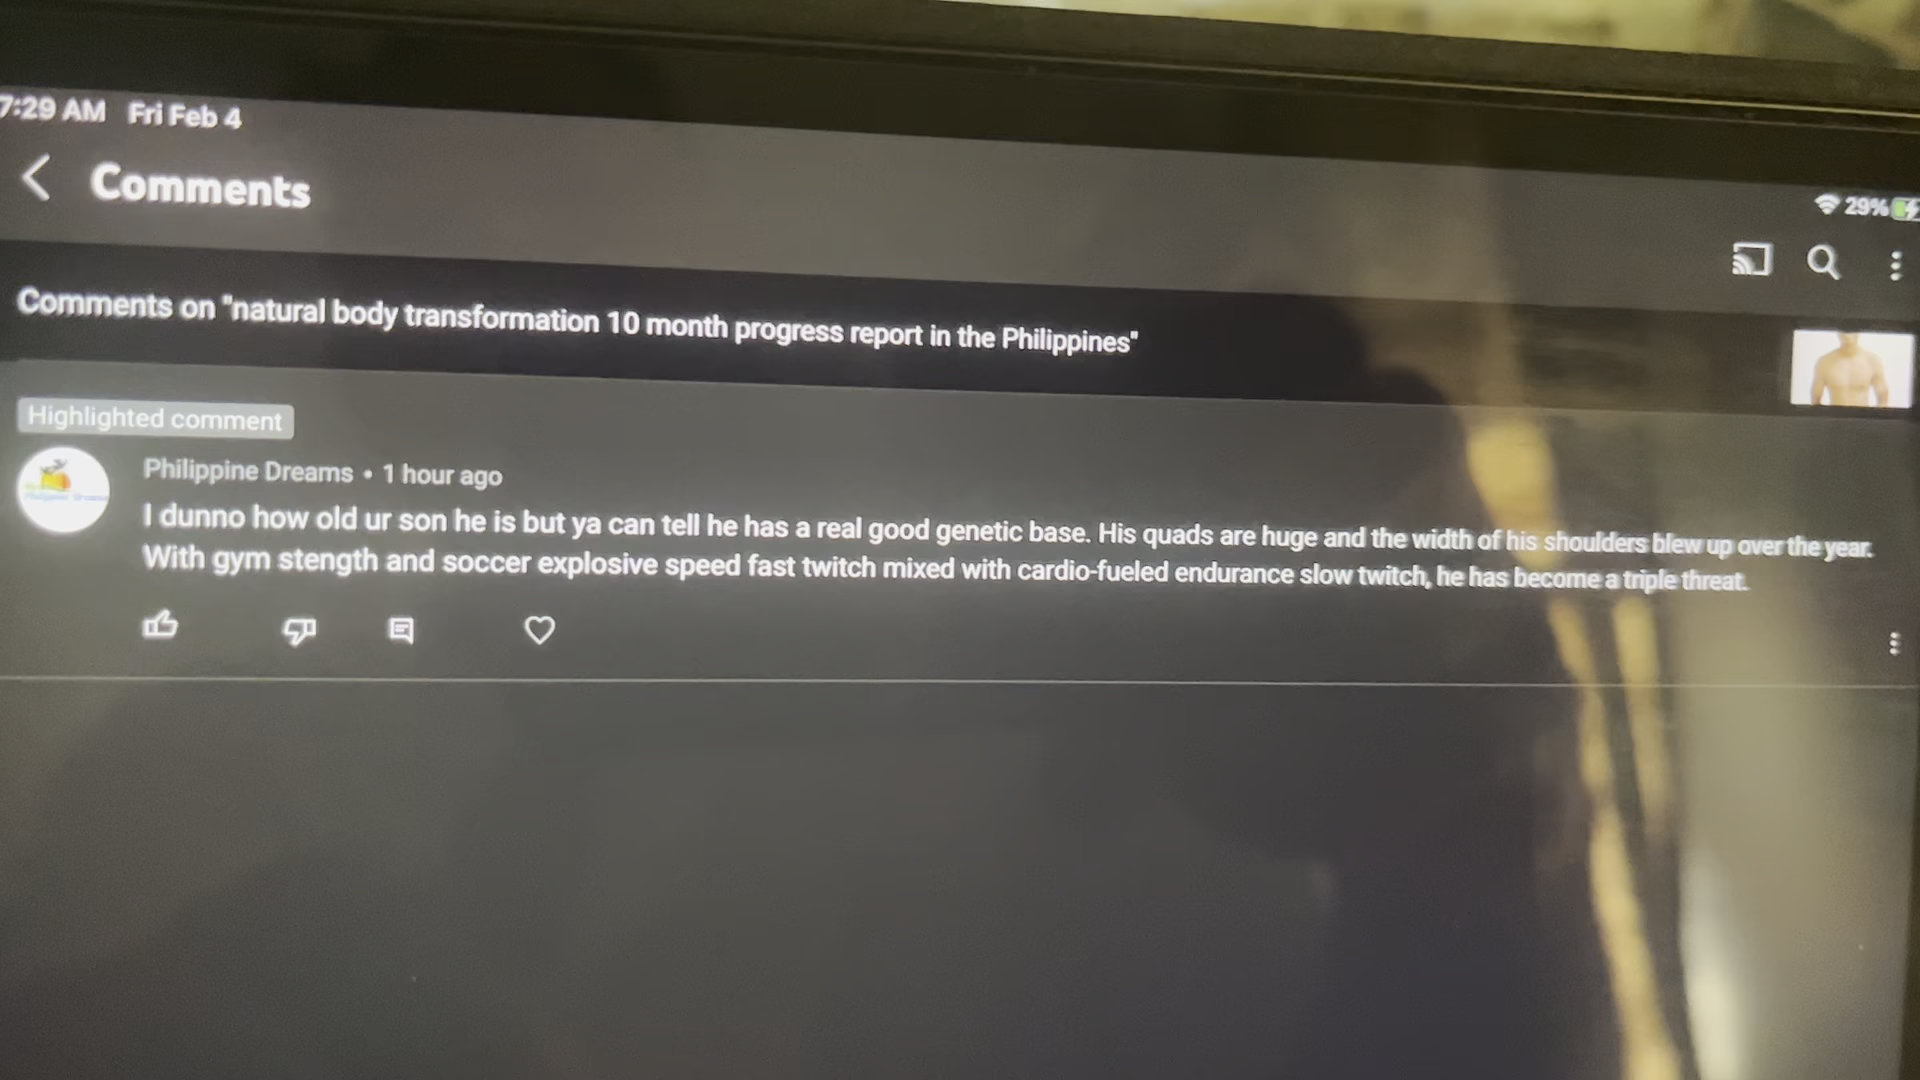 7:29 AM Fri Feb 4
29%
Comments
Comments on "natural body transformation 10 month progress report in the Philippines"
Highlighted comment
Philippine Dreams • 1 hour ago
I dunno how old ur son he is but ya can tell he has a real good genetic base. His quads are huge and the width of his shoulders blew up over the year.
With gym stength and soccer explosive speed fast twitch mixed with cardio-fueled endurance slow twitch, he has become a triple threat.